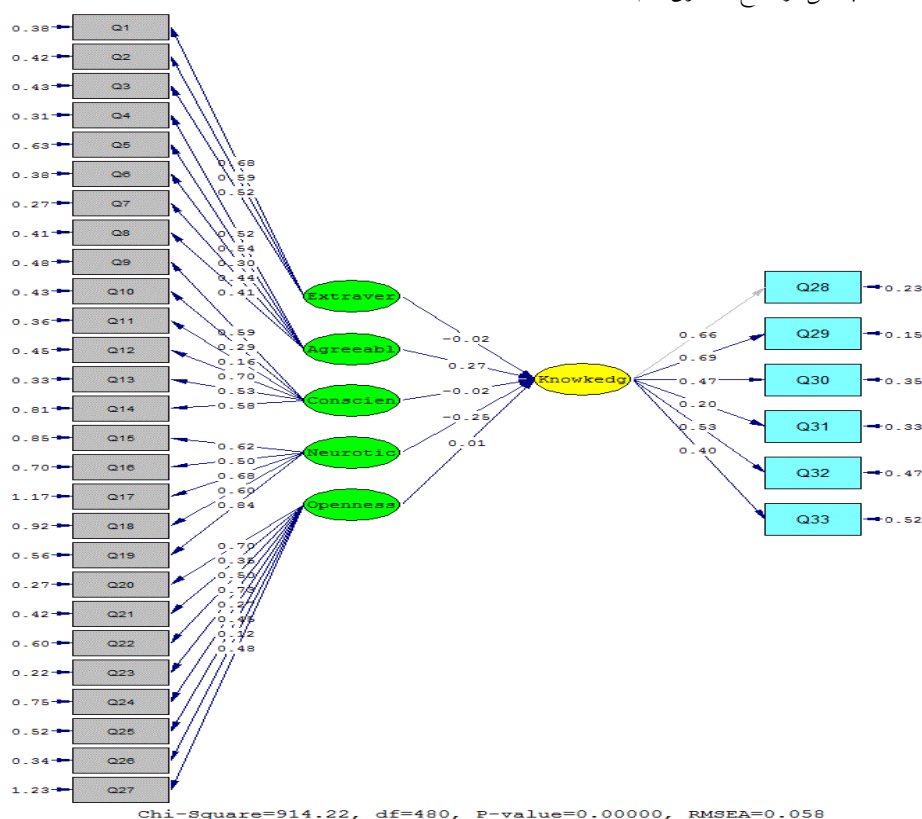 0.38 Q1
0.42 Q2
0.43 Q3
0.31 Q4
0.63 Q5
0.38 Q6
0.27 Q7
0.41 Q8
0.48 Q9
0.43 Q10
0.36 Q11
0.45 Q12
0.33 Q13
0.81 Q14
0.85 Q15
0.70 Q16
1.17 Q17
0.92 Q18
0.56 Q19
0.27 Q20
0.42 Q21
0.60 Q22
0.22 Q23
0.75 Q24
0.52 Q25
0.34 Q26
1.23 Q27
0.68
0.59
0.52
0.52
0.54
0.30
0.44
0.41
0.59
0.29
0.16
0.70
0.53
0.58
0.62
0.50
0.68
0.60
0.84
0.70
0.50
0.12
0.48
Extraver
Agreeabl
Conscien
Neurotic
Openness
-0.02
0.27
-0.02
-0.25
0.01
Knowkedg
0.66
0.69
0.47
0.20
0.53
0.40
Q28 0.23
Q29 0.15
Q30 0.35
Q31 0.33
Q32 0.47
Q33 0.52
Chi-Square=914.22, df=480, P-value=0.00000, RMSEA=0.058